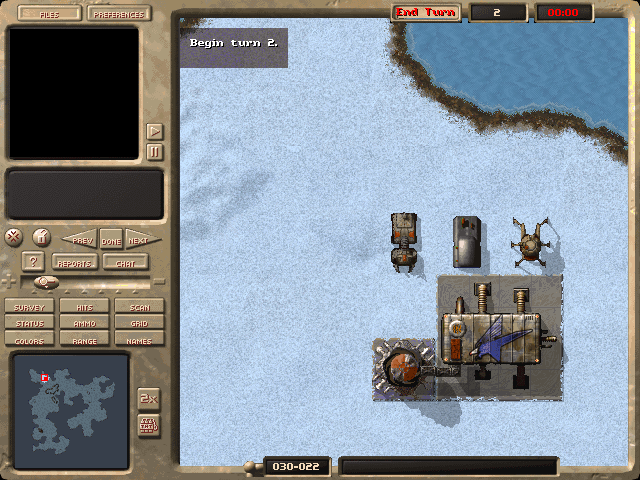 FILES PREFERENCES
End Turn 2 00:00
Begin turn 2.
PREV DONE NEXT
? REPORTS CHAT
SURVEY HITS SCAN
STATUS AMMO GRID
COLORS RANGE NAMES
2x
030-022